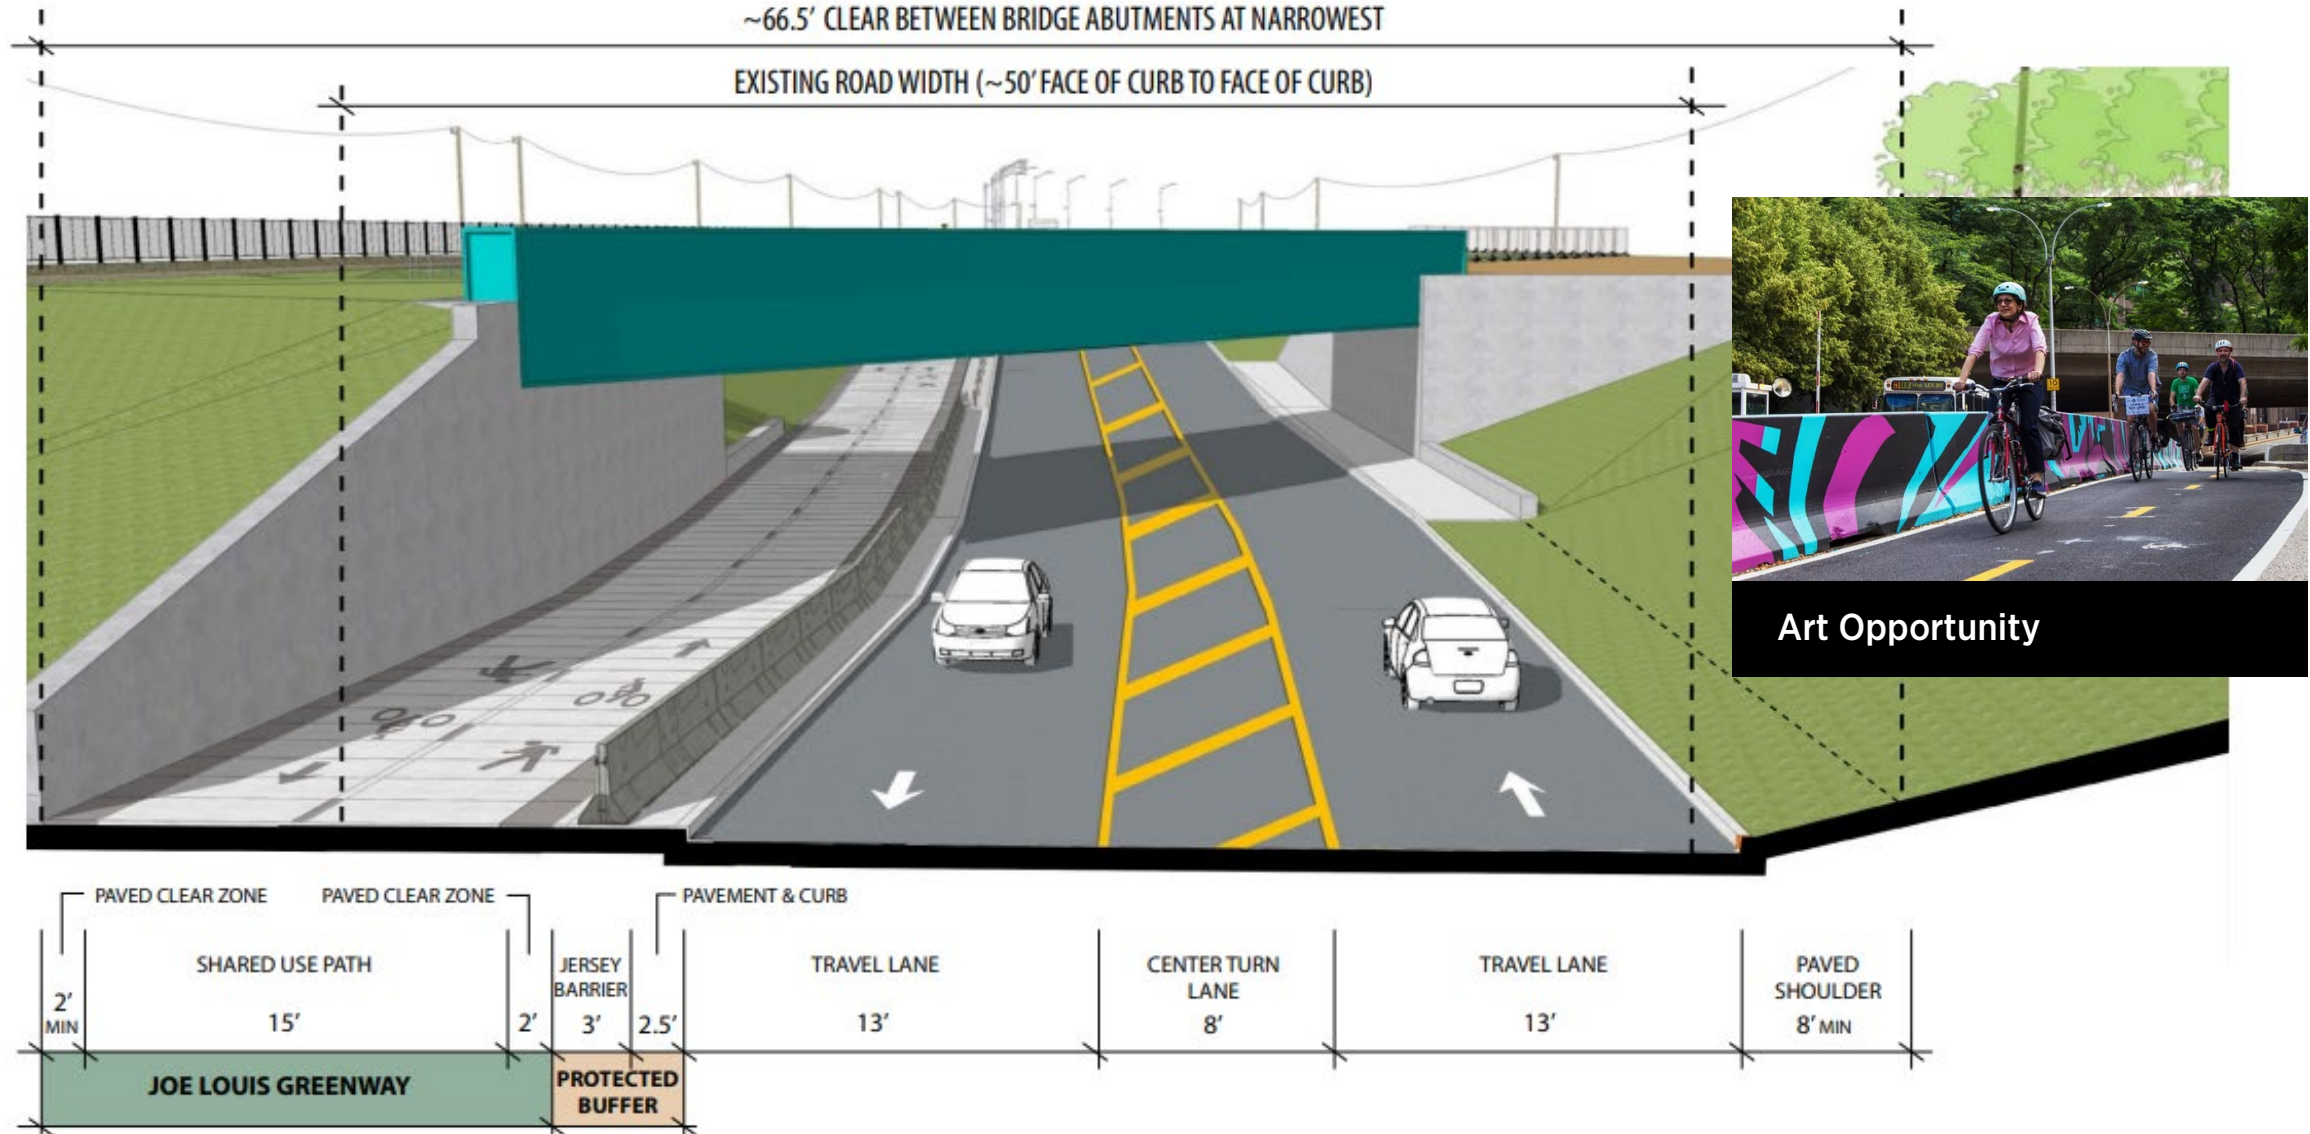 ~66.5' CLEAR BETWEEN BRIDGE ABUTMENTS AT NARROWEST
EXISTING ROAD WIDTH (~50' FACE OF CURB TO FACE OF CURB)
Art Opportunity
PAVED CLEAR ZONE
PAVED CLEAR ZONE
PAVEMENT & CURB
2'
MIN
SHARED USE PATH
15'
2'
JERSEY
BARRIER
3'
2.5'
TRAVEL LANE
13'
CENTER TURN
LANE
8'
TRAVEL LANE
13'
PAVED
SHOULDER
8' MIN
JOE LOUIS GREENWAY
PROTECTED
BUFFER